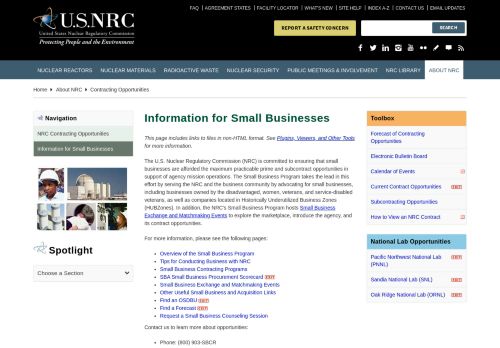 FAQ | AGREEMENT STATES | FACILITY LOCATOR | WHAT'S NEW | SITE HELP | INDEX A-Z | CONTACT US | EMAIL UPDATES
U.S.NRC
United States Nuclear Regulatory Commission
Protecting People and the Environment
REPORT A SAFETY CONCERN
SEARCH
NUCLEAR REACTORS
NUCLEAR MATERIALS
RADIOACTIVE WASTE
NUCLEAR SECURITY
PUBLIC MEETINGS & INVOLVEMENT
NRC LIBRARY
ABOUT NRC
Home
About NRC
Contracting Opportunities
Navigation
NRC Contracting Opportunities
Information for Small Businesses
Spotlight
Choose a Section
Information for Small Businesses
This page includes links to files in non-HTML format. See Plugins, Viewers, and Other Tools
for more information.
The U.S. Nuclear Regulatory Commission (NRC) is committed to ensuring that small
businesses are afforded the maximum practicable prime and subcontract opportunities in
support of agency mission operations. The Small Business Program takes the lead in this
effort by serving the NRC and the business community by advocating for small businesses,
including businesses owned by the disadvantaged, women, veterans, and service-disabled
veterans, as well as companies located in Historically Underutilized Business Zones
(HUBZones). In addition, the NRC's Small Business Program hosts Small Business
Exchange and Matchmaking Events to explore the marketplace, introduce the agency, and
its contract opportunities.
For more information, please see the following pages:
Overview of the Small Business Program
Tips for Conducting Business with NRC
Small Business Contracting Programs
SBA Small Business Procurement Scorecard
Small Business Exchange and Matchmaking Events
Other Useful Small Business and Acquisition Links
Find an OSDBU
Find a Forecast
Request a Small Business Counseling Session
Contact us to learn more about opportunities:
Phone: (800) 903-SBCR
Toolbox
Forecast of Contracting
Opportunities
Electronic Bulletin Board
Calendar of Events
Current Contract Opportunities
Subcontracting Opportunities
How to View an NRC Contract
National Lab Opportunities
Pacific Northwest National Lab
(PNNL)
Sandia National Lab (SNL)
Oak Ridge National Lab (ORNL)